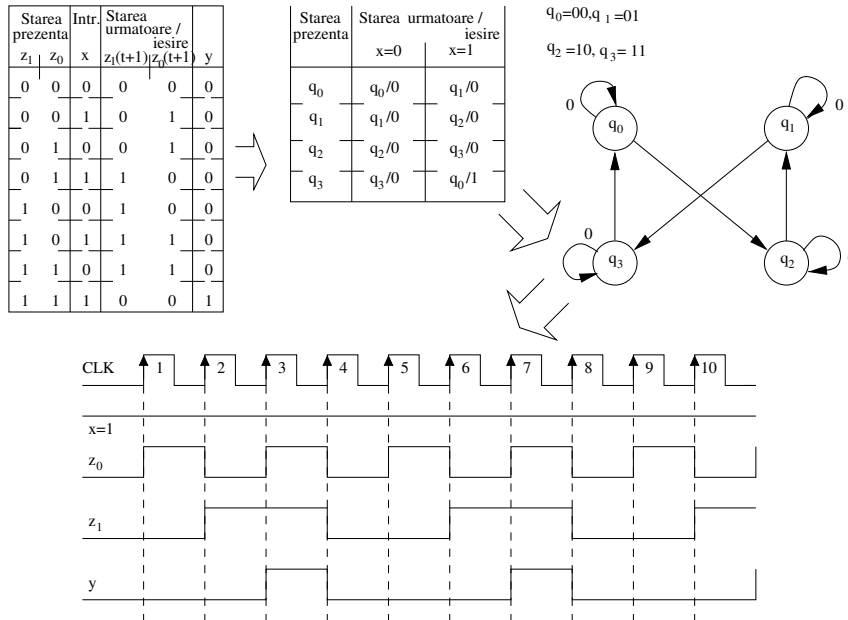 Starea prezenta Intr. Starea urmatoare / iesire
z1 z0 x z1(t+1) z0(t+1) y
0 0 0 0 0 0
0 0 1 0 1 0
0 1 0 0 1 0
0 1 1 1 0 0
1 0 0 1 0 0
1 0 1 1 1 0
1 1 0 1 1 0
1 1 1 0 0 1
Starea prezenta Starea urmatoare / iesire
x=0 x=1
q0 q0/0 q1/0
q1 q1/0 q2/0
q2 q2/0 q3/0
q3 q3/0 q0/1
q0=00,q1=01
q2=10, q3= 11
0 q0 q1 0
0
q3 q2
CLK 1 2 3 4 5 6 7 8 9 10
x=1
z0
z1
y